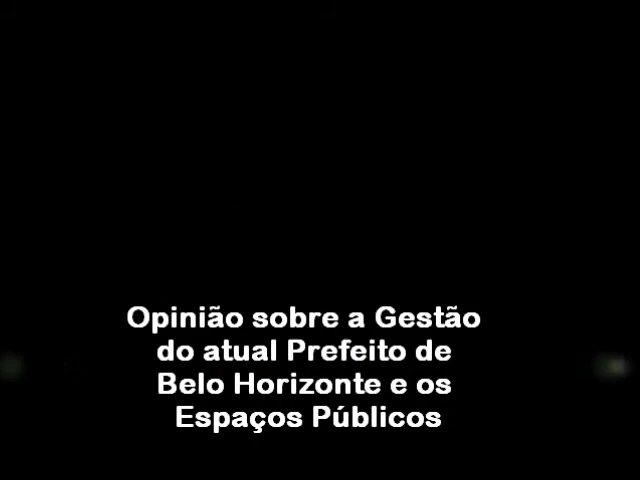 Opinião sobre a Gestão
do atual Prefeito de
Belo Horizonte e os
Espaços Públicos